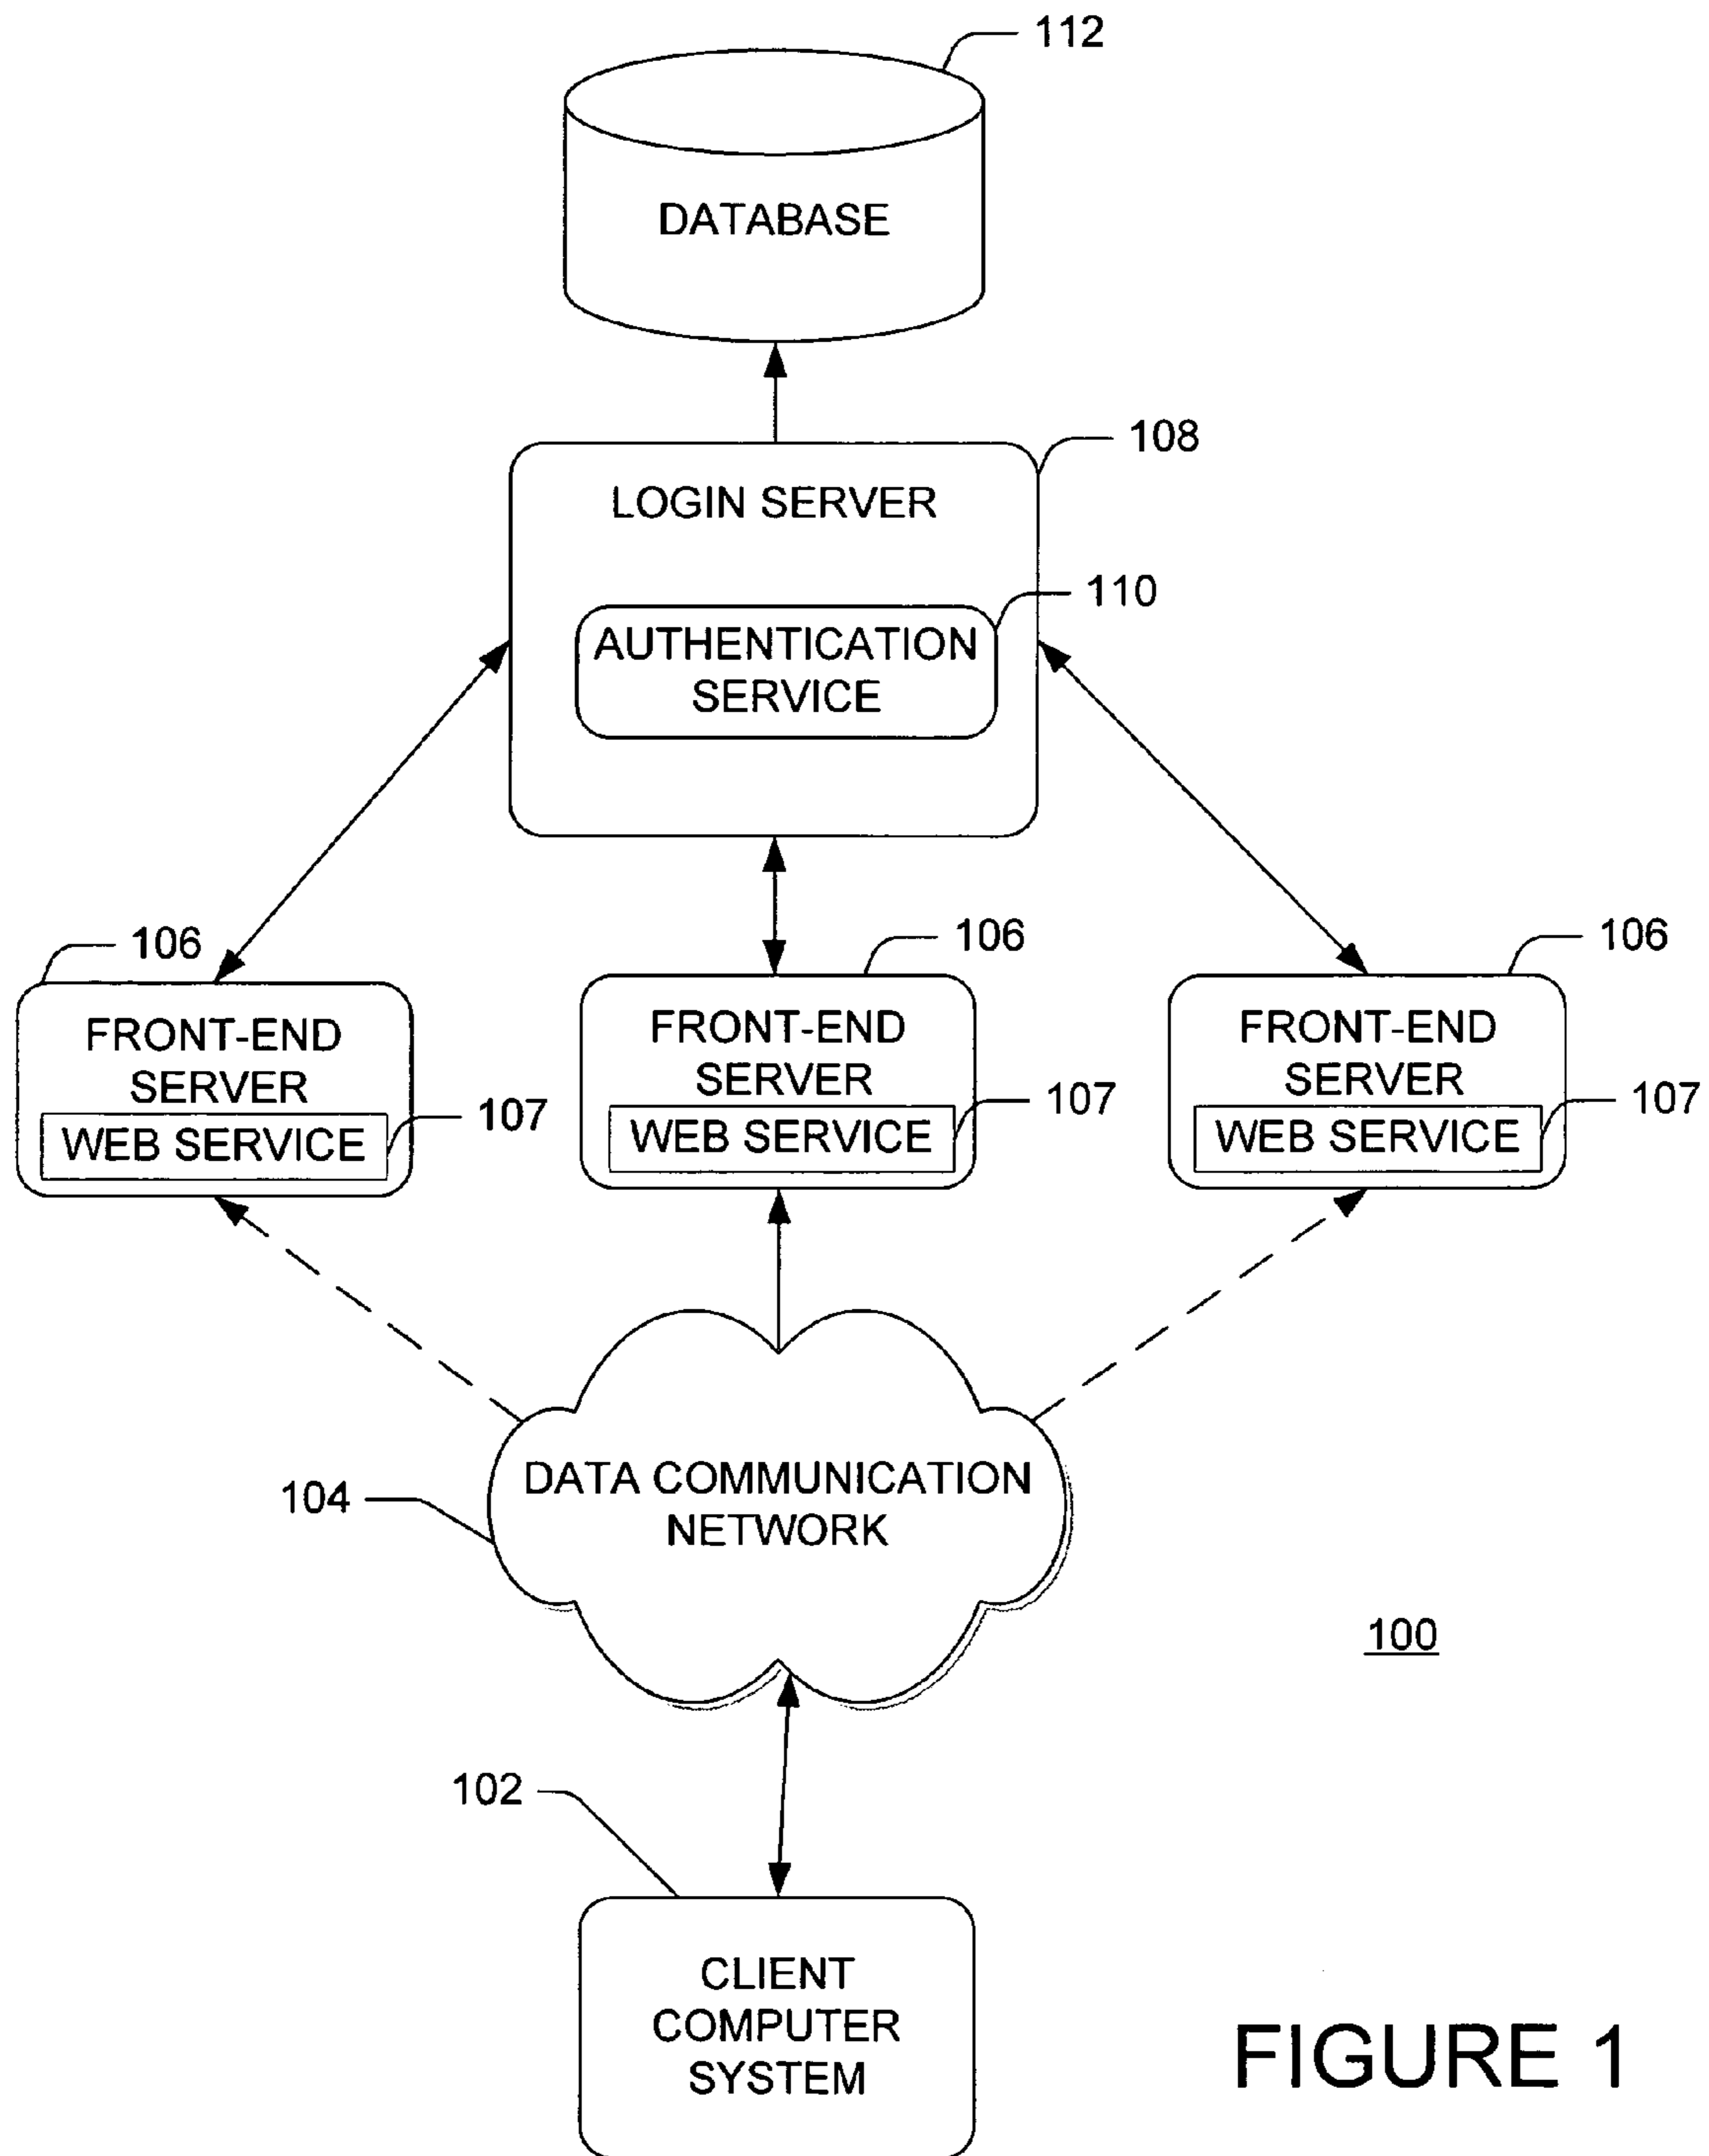 112
DATABASE
108
LOGIN SERVER
110
AUTHENTICATION
SERVICE
106
FRONT-END
SERVER
WEB SERVICE
107
106
FRONT-END
SERVER
WEB SERVICE
107
106
FRONT-END
SERVER
WEB SERVICE
107
104
DATA COMMUNICATION
NETWORK
100
102
CLIENT
COMPUTER
SYSTEM
FIGURE 1